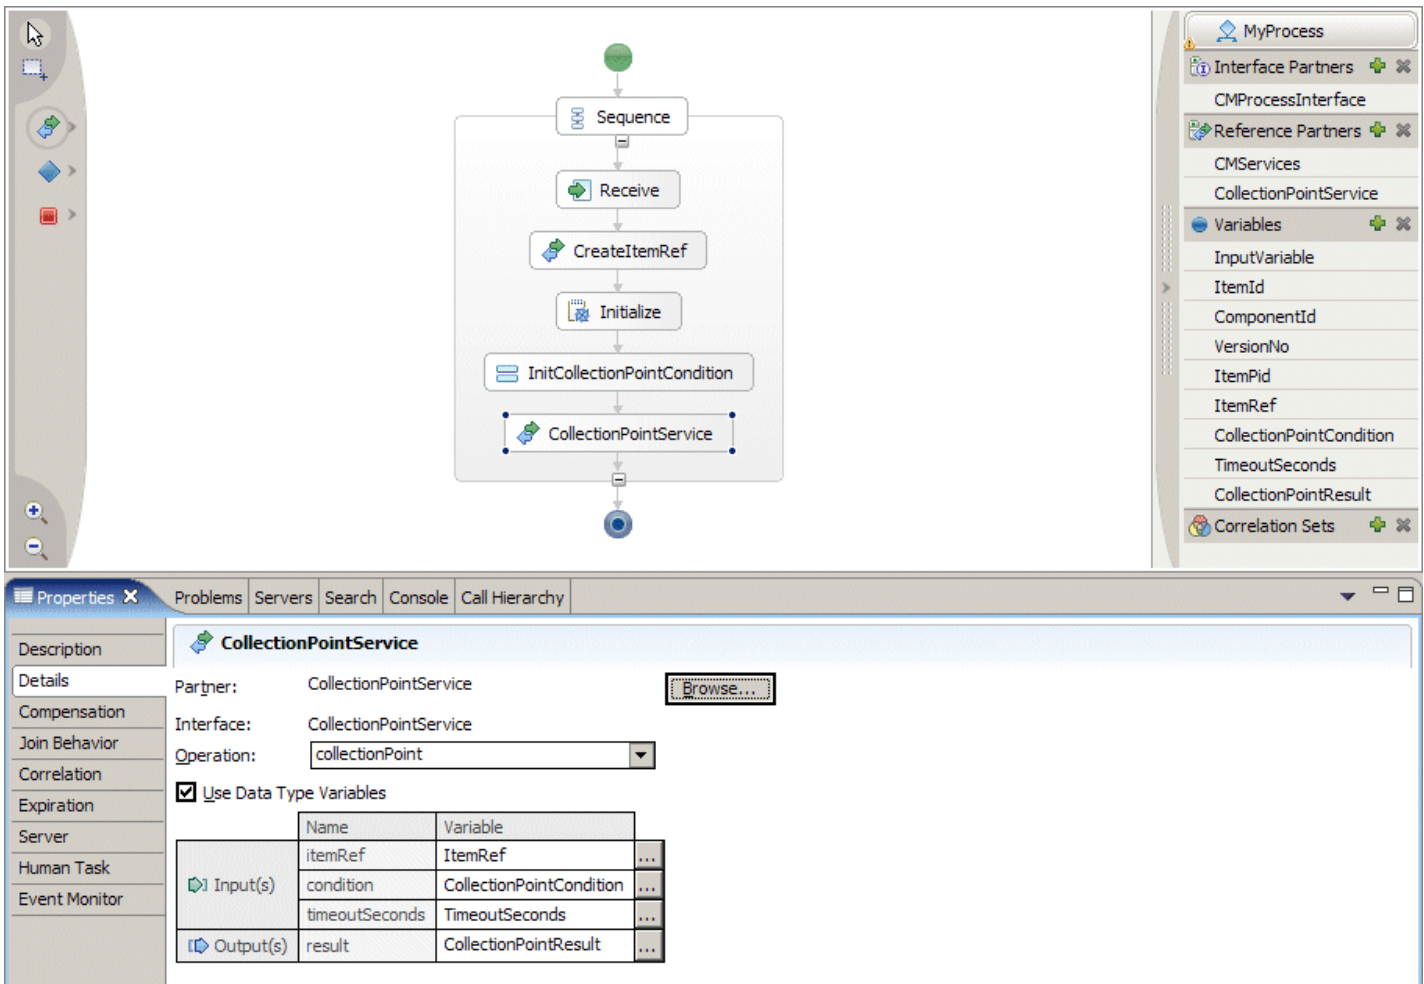 MyProcess
Interface Partners
CMProcessInterface
Reference Partners
CMServices
CollectionPointService
Variables
InputVariable
ItemId
ComponentId
VersionNo
ItemPid
ItemRef
CollectionPointCondition
TimeoutSeconds
CollectionPointResult
Correlation Sets
Sequence
Receive
CreateItemRef
Initialize
InitCollectionPointCondition
CollectionPointService
Properties Problems Servers Search Console Call Hierarchy
Description
Details
Compensation
Join Behavior
Correlation
Expiration
Server
Human Task
Event Monitor
CollectionPointService
Partner: CollectionPointService Browse...
Interface: CollectionPointService
Operation: collectionPoint
Use Data Type Variables
Name Variable
Input(s)
itemRef ItemRef ...
condition CollectionPointCondition ...
timeoutSeconds TimeoutSeconds ...
Output(s) result CollectionPointResult ...